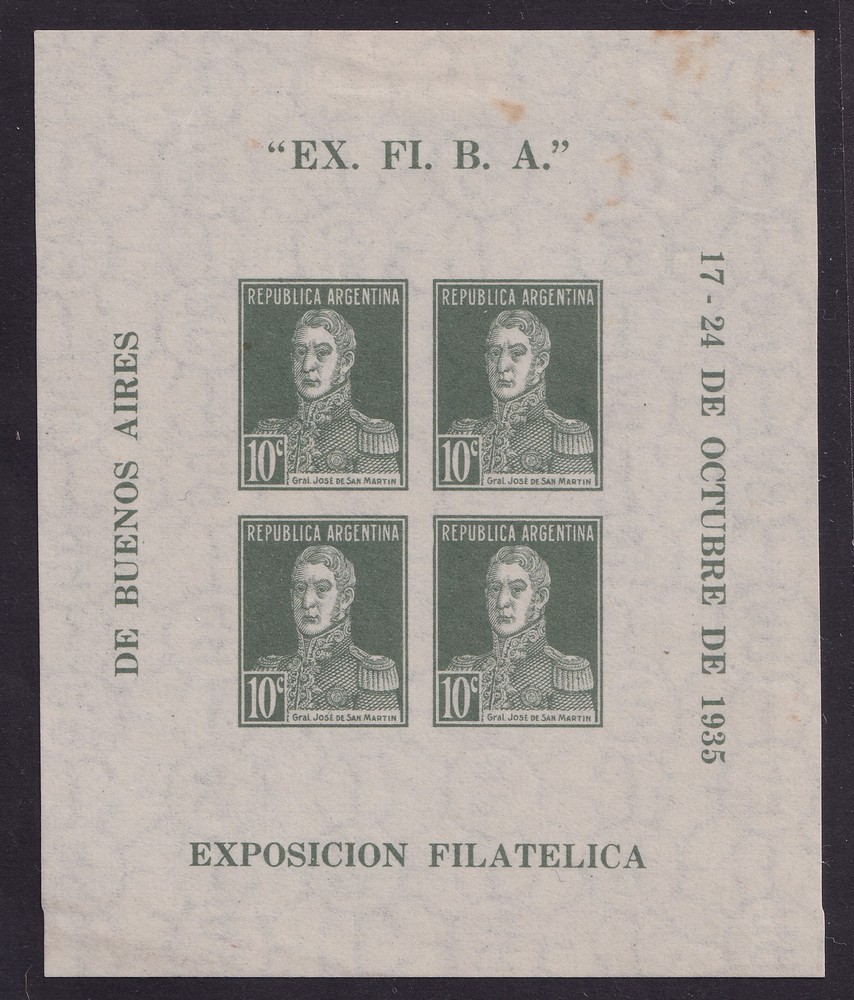 “EX. FI. B. A.”
REPUBLICA ARGENTINA
10c
Gral. José de San Martin
REPUBLICA ARGENTINA
10c
Gral. José de San Martin
REPUBLICA ARGENTINA
10c
Gral. José de San Martin
REPUBLICA ARGENTINA
10c
Gral. José de San Martin
DE BUENOS AIRES
17 - 24 DE OCTUBRE DE 1935
EXPOSICION FILATELICA